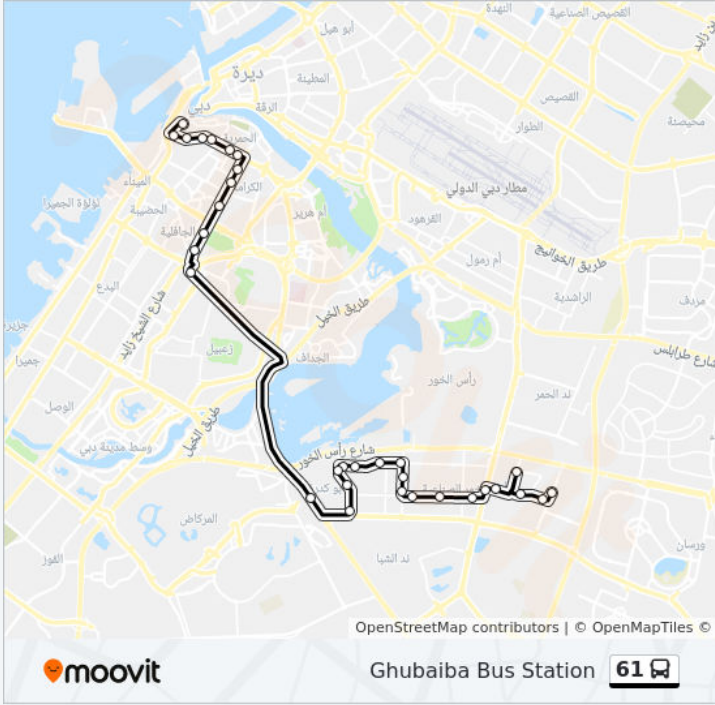 النهدة
القصيص الصناعية
أبو هيل
ديرة
المطينة
القصيص
دبي
الرقة
محيصنة
الحمرية
الطوار
الميناء
مطار دبي الدولي
لؤلؤة الجميرا
الحضيبة
أم هرير
القرهود
الجافلية
طريق الخوانيج
أم رمول
البدع
الراشدية
مردف
طريق الخيل
شارع الشيخ زايد
زعبيل
الجداف
شارع طرابلس
جميرا
رأس الخور
ند الحمر
الوصل
طريق الخيل
وسط مدينة دبي
شارع رأس الخور
المركاض
ند الشبا
القوز
ورسان
OpenStreetMap contributors | © OpenMapTiles ©
moovit
Ghubaiba Bus Station
61